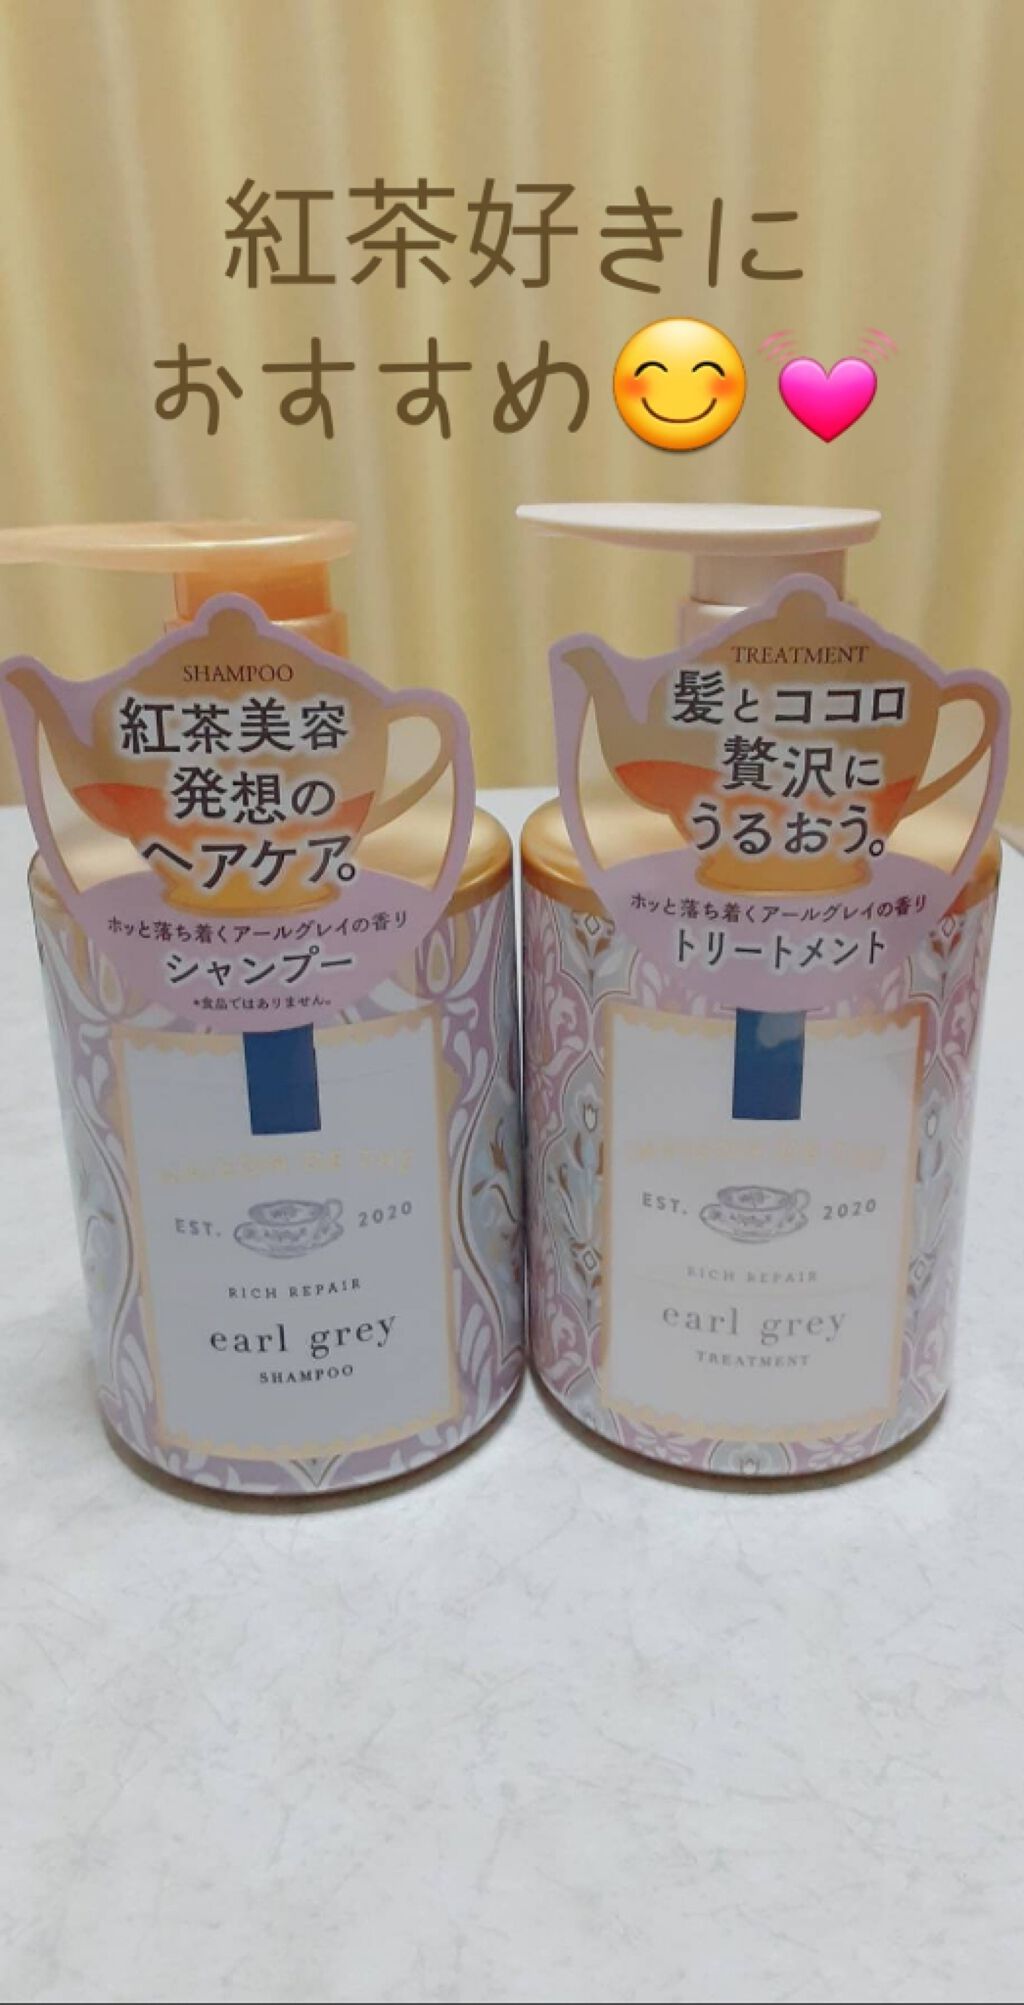 紅茶好きに
おすすめ😊💓
SHAMPOO
紅茶美容
発想の
ヘアケア。
ホッと落ち着くアールグレイの香り
シャンプー
*食品ではありません。
EST. 2020
RICH REPAIR
earl grey
SHAMPOO
TREATMENT
髪とココロ
贅沢に
うるおう。
ホッと落ち着くアールグレイの香り
トリートメント
EST. 2020
RICH REPAIR
earl grey
TREATMENT